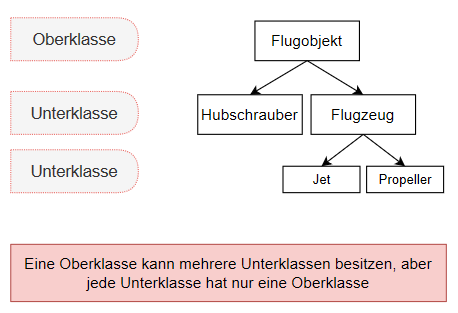 Oberklasse
Flugobjekt
Unterklasse
Hubschrauber
Flugzeug
Unterklasse
Jet
Propeller
Eine Oberklasse kann mehrere Unterklassen besitzen, aber
jede Unterklasse hat nur eine Oberklasse